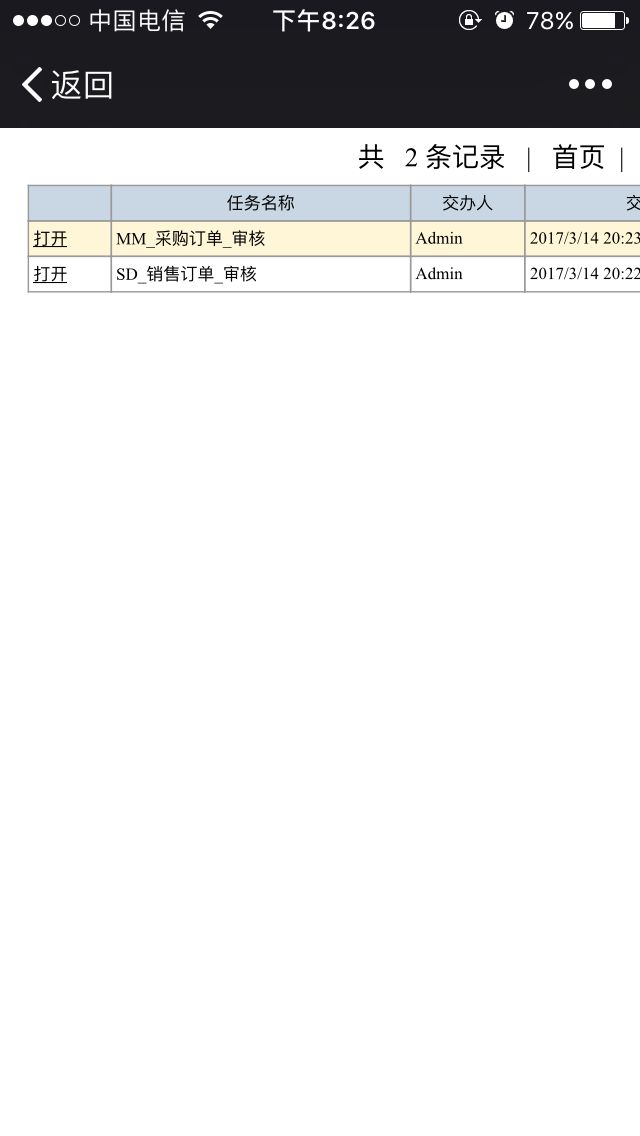 中国电信 下午8:26 78%
返回
共 2 条记录 | 首页 |
任务名称 交办人 交
打开 MM_采购订单_审核 Admin 2017/3/14 20:23
打开 SD_销售订单_审核 Admin 2017/3/14 20:22